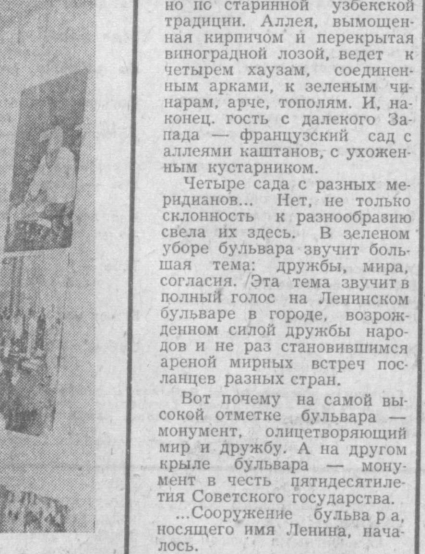 но по старинной узбекской
традиции. Аллея, вымощен-
ная кирпичом и перекрытая
виноградной лозой, ведет к
четырем хаузам, соединен-
ным арками, к зеленым чи-
нарам, арче, тополям. И, на-
конец. гость с далекого За-
пада — французский сад с
аллеями каштанов, с ухожен-
ным кустарником.
Четыре сада с разных ме-
ридианов... Нет, не только
склонность к разнообразию
свела их здесь. В зеленом
уборе бульвара звучит боль-
шая тема: дружбы, мира,
согласия. Эта тема звучит в
полный голос на Ленинском
бульваре в городе, возрож-
денном силой дружбы наро-
дов и не раз становившимся
ареной мирных встреч пос-
ланцев разных стран.
Вот почему на самой вы-
сокой отметке бульвара —
монумент, олицетворяющий
мир и дружбу. А на другом
крыле бульвара — мону-
мент в честь пятидесятиле-
тия Советского государства.
...Сооружение бульвара,
носящего имя Ленина, нача-
лось.